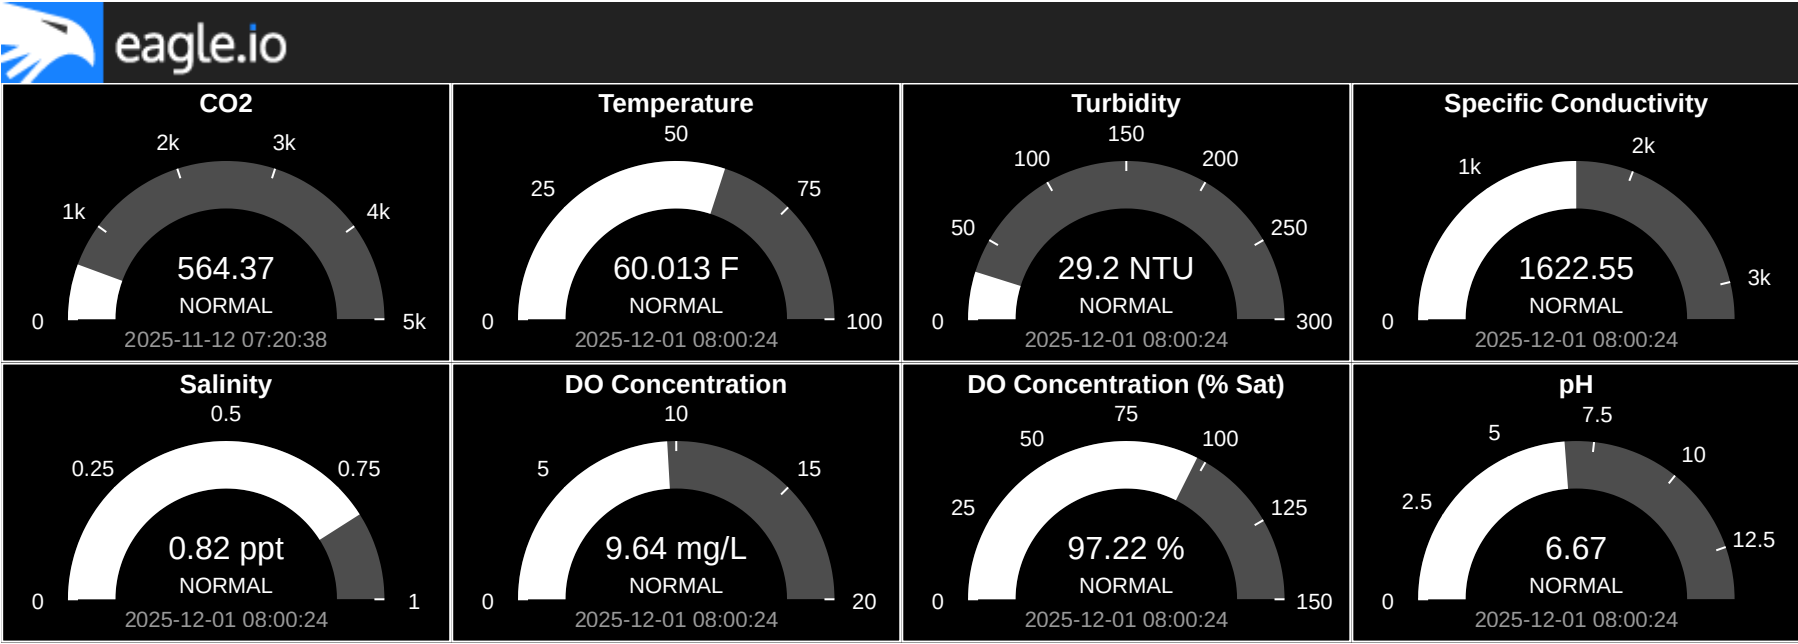 eagle.io
CO2
2k 3k
1k 4k
564.37
NORMAL
0 5k
2025-11-12 07:20:38
Temperature
50
25 75
60.013 F
NORMAL
0 100
2025-12-01 08:00:24
Turbidity
150
100 200
50 250
29.2 NTU
NORMAL
0 300
2025-12-01 08:00:24
Specific Conductivity
2k
1k
1622.55
3k
NORMAL
0
2025-12-01 08:00:24
Salinity
0.5
0.25 0.75
0.82 ppt
NORMAL
0 1
2025-12-01 08:00:24
DO Concentration
10
5 15
9.64 mg/L
NORMAL
0 20
2025-12-01 08:00:24
DO Concentration (% Sat)
75
50 100
25 125
97.22 %
NORMAL
0 150
2025-12-01 08:00:24
pH
7.5
5
10
2.5
12.5
6.67
NORMAL
0
2025-12-01 08:00:24